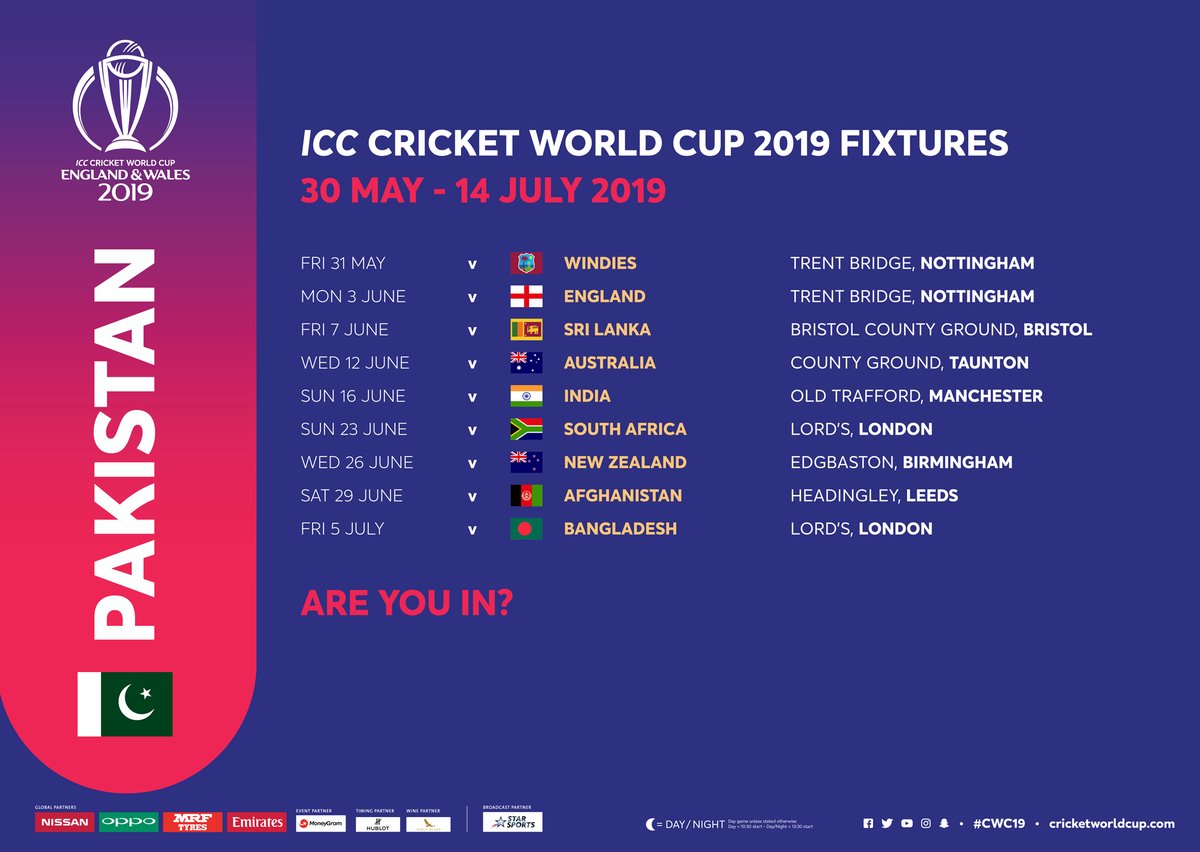 ICC CRICKET WORLD CUP
ENGLAND & WALES
2019
PAKISTAN
ICC CRICKET WORLD CUP 2019 FIXTURES
30 MAY - 14 JULY 2019
FRI 31 MAY v WINDIES TRENT BRIDGE, NOTTINGHAM
MON 3 JUNE v ENGLAND TRENT BRIDGE, NOTTINGHAM
FRI 7 JUNE v SRI LANKA BRISTOL COUNTY GROUND, BRISTOL
WED 12 JUNE v AUSTRALIA COUNTY GROUND, TAUNTON
SUN 16 JUNE v INDIA OLD TRAFFORD, MANCHESTER
SUN 23 JUNE v SOUTH AFRICA LORD'S, LONDON
WED 26 JUNE v NEW ZEALAND EDGBASTON, BIRMINGHAM
SAT 29 JUNE v AFGHANISTAN HEADINGLEY, LEEDS
FRI 5 JULY v BANGLADESH LORD'S, LONDON
ARE YOU IN?
GLOBAL PARTNERS
NISSAN
oppo
MRF TYRES
Emirates
EVENT PARTNER
MoneyGram
TIMING PARTNER
HUBLOT
WINE PARTNER
BROADCAST PARTNER
STAR SPORTS
= DAY/NIGHT
Day game unless stated otherwise
Day = 10:30 start • Day/Night = 13:30 start
• #CWC19 • cricketworldcup.com